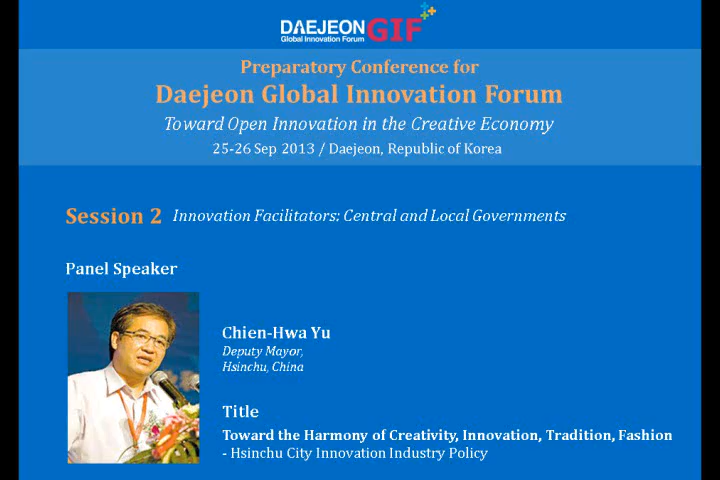 DAEJEON GIF
Global Innovation Forum
Preparatory Conference for
Daejeon Global Innovation Forum
Toward Open Innovation in the Creative Economy
25-26 Sep 2013 / Daejeon, Republic of Korea
Session 2 Innovation Facilitators: Central and Local Governments
Panel Speaker
Chien-Hwa Yu
Deputy Mayor,
Hsinchu, China
Title
Toward the Harmony of Creativity, Innovation, Tradition, Fashion
- Hsinchu City Innovation Industry Policy